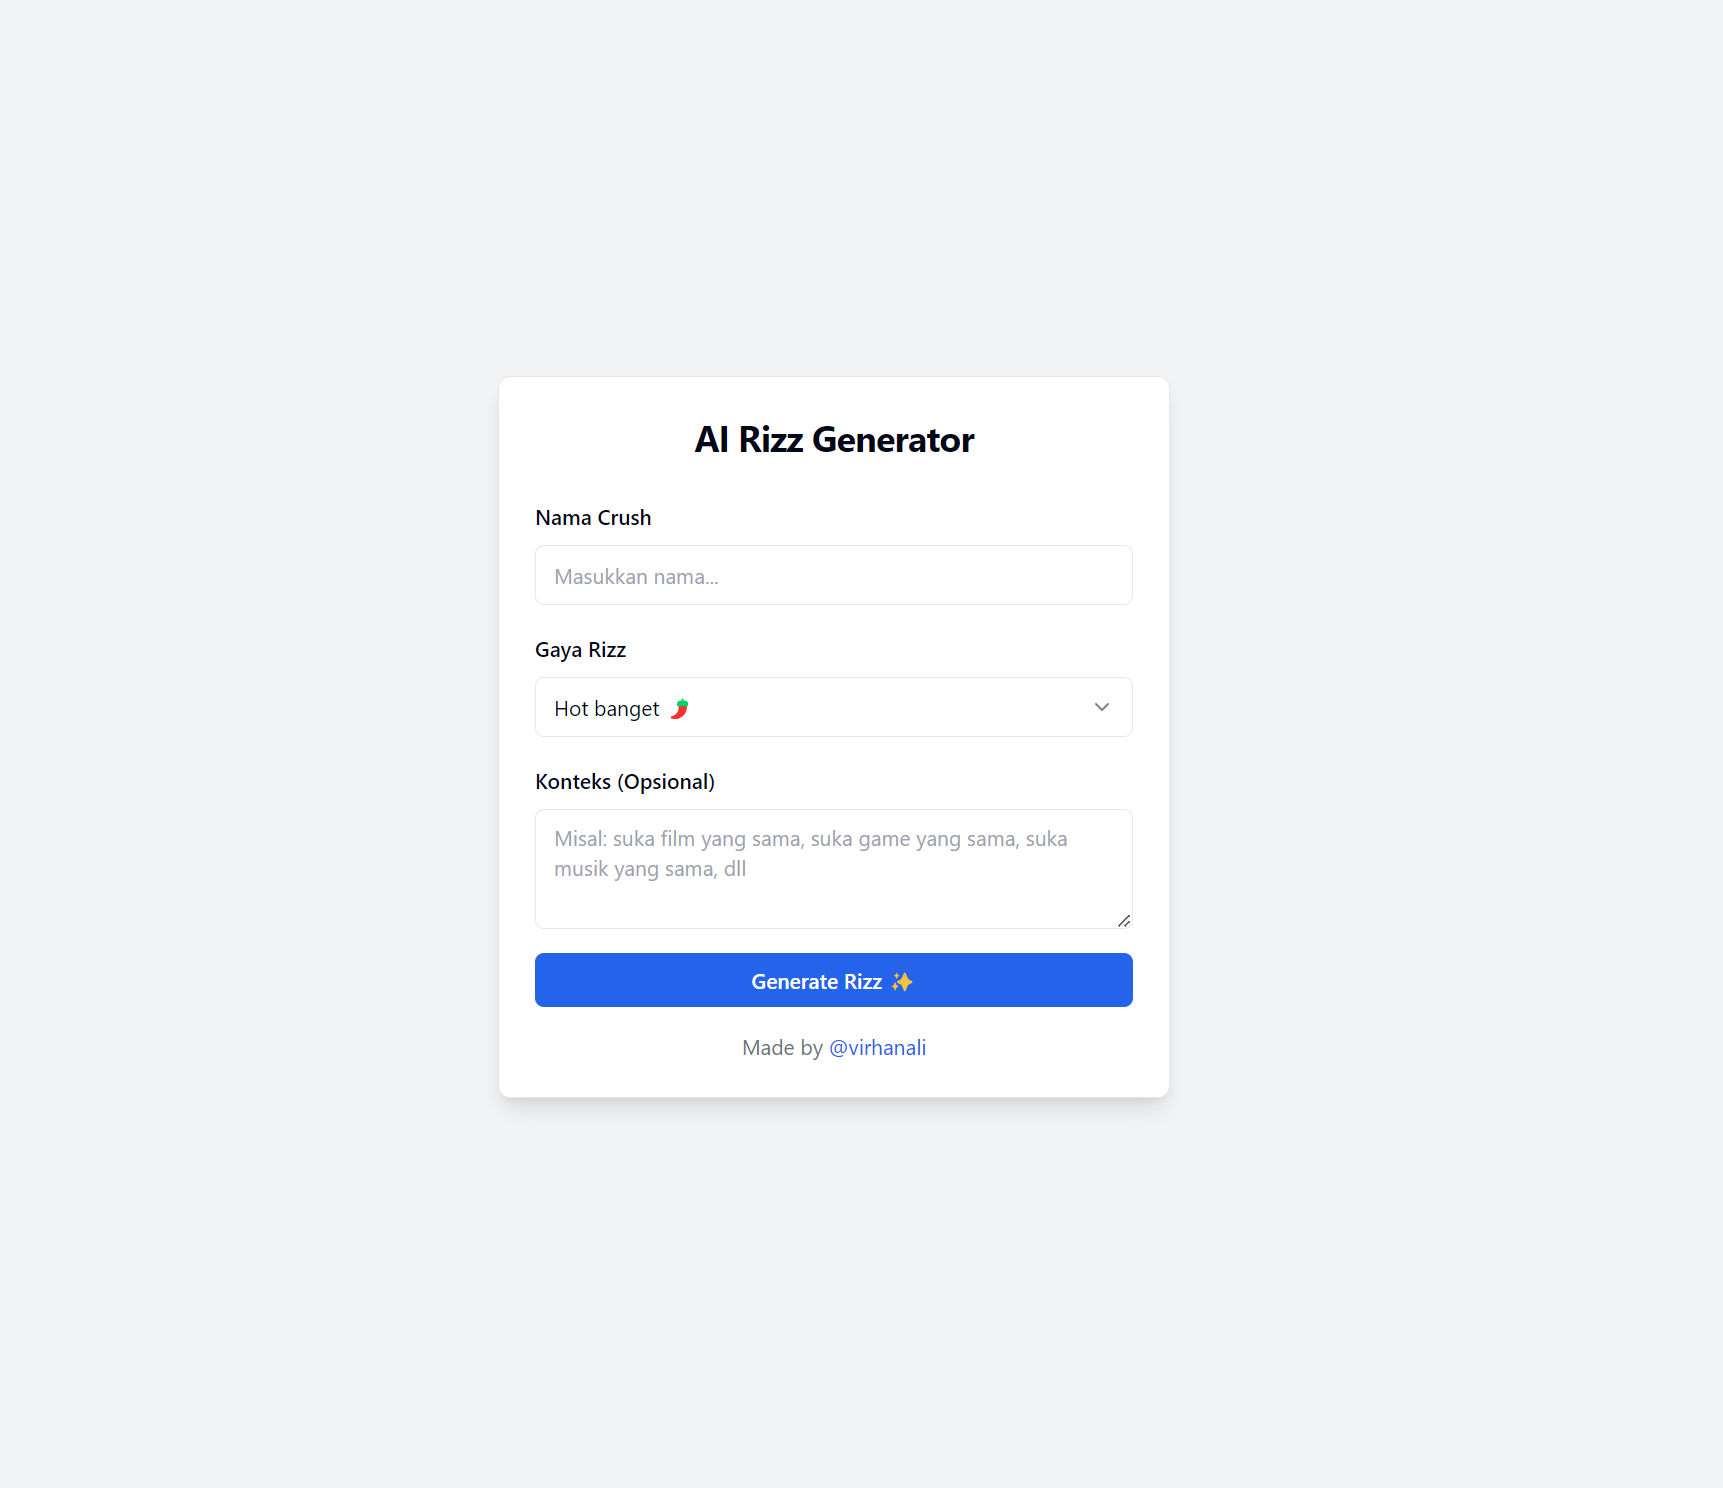 AI Rizz Generator
Nama Crush
Masukkan nama...
Gaya Rizz
Hot banget 🌶️
Konteks (Opsional)
Misal: suka film yang sama, suka game yang sama, suka
musik yang sama, dll
Generate Rizz ✨
Made by @virhanali